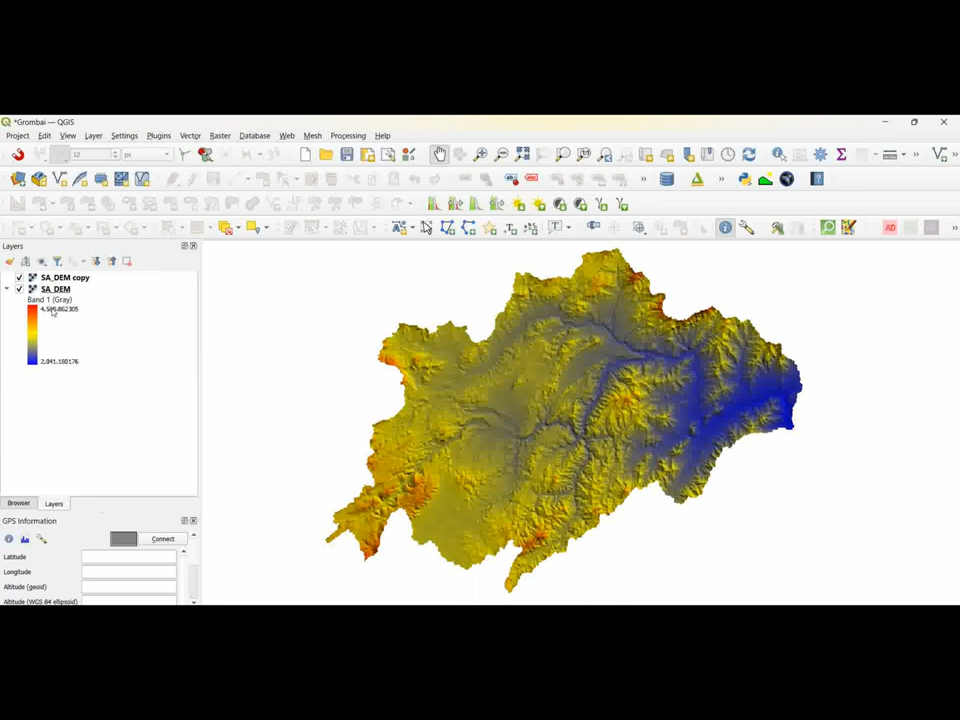 *Grombai — QGIS
Project Edit View Layer Settings Plugins Vector Raster Database Web Mesh Processing Help
12 px
Layers
SA_DEM copy
SA_DEM
Band 1 (Gray)
2,041.180176
Browser Layers
GPS Information
Connect
Latitude
Longitude
Altitude (geoid)
Altitude (WGS 84 ellipsoid)